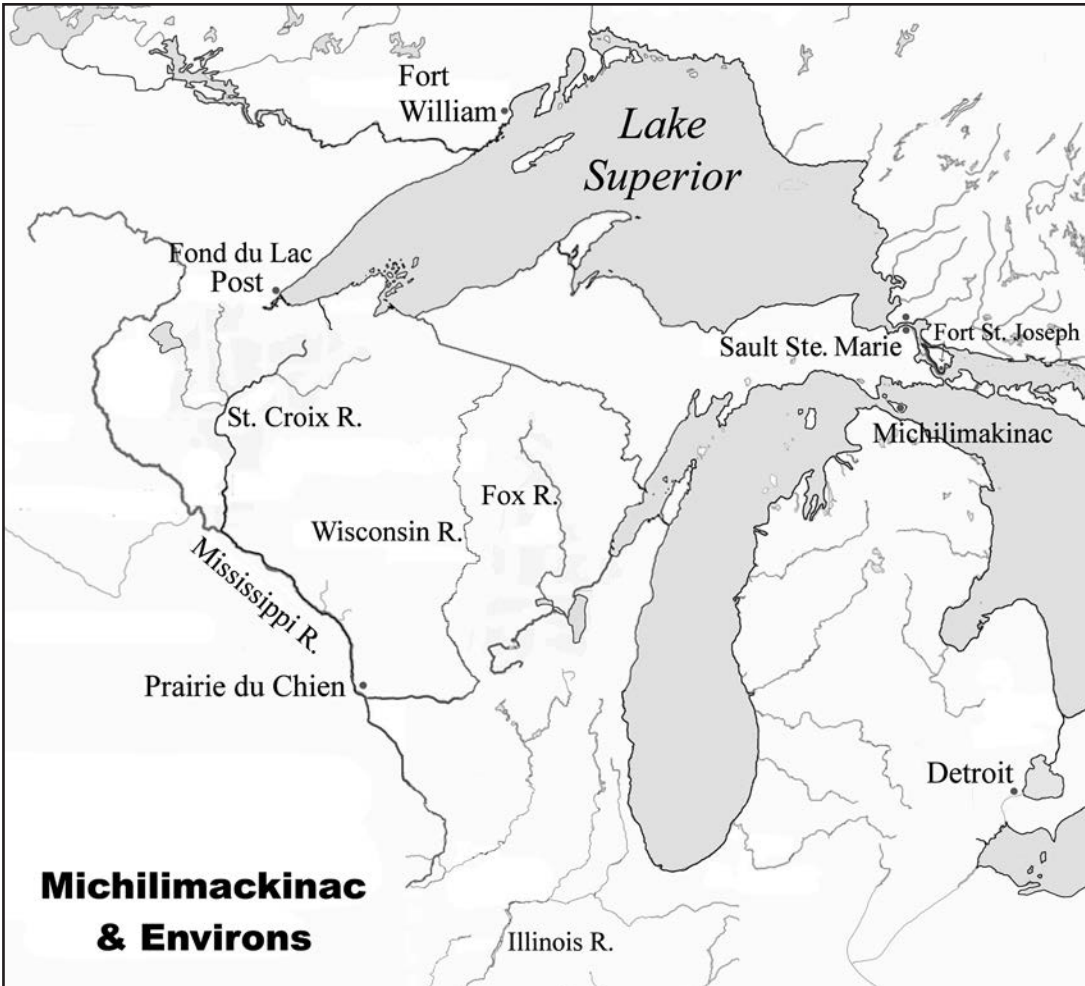 Fort
William
Lake
Superior
Fond du Lac
Post
Sault Ste. Marie
Fort St. Joseph
St. Croix R.
Michilimakinac
Fox R.
Wisconsin R.
Mississippi R.
Prairie du Chien
Detroit
Michilimackinac
& Environs
Illinois R.